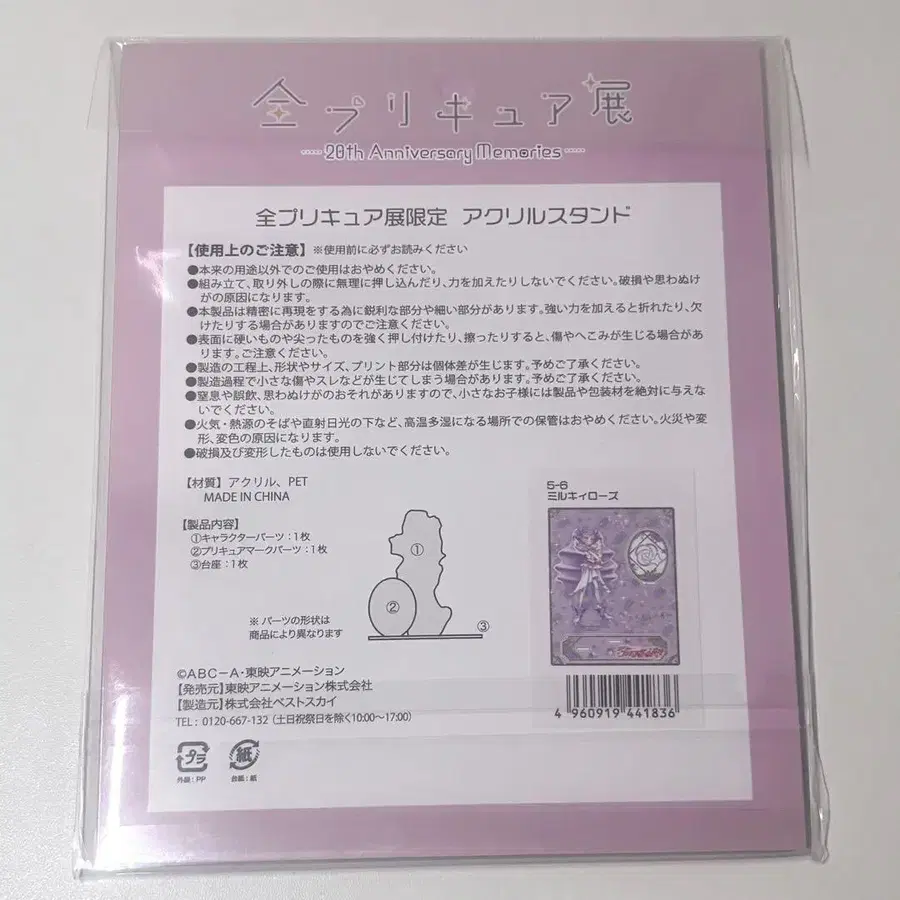 全プリキュア展
20th Anniversary Memories
全プリキュア展限定 アクリルスタンド
【使用上のご注意】 ※使用前に必ずお読みください
●本来の用途以外でのご使用はおやめください。
●組み立て、取り外しの際に無理に押し込んだり、力を加えたりしないでください。破損や思わぬけ
がの原因になります。
●本製品は精密に再現をする為に鋭利な部分や細い部分があります。強い力を加えると折れたり、欠
けたりする場合がありますのでご注意ください。
●表面に硬いものや尖ったものを強く押し付けたり、擦ったりすると、傷やへこみが生じる場合があ
ります。ご注意ください。
●製造の工程上、形状やサイズ、プリント部分は個体差が生じます。予めご了承ください。
●製造過程で小さな傷やスレなどが生じてしまう場合があります。予めご了承ください。
●窒息や誤飲、思わぬけがのおそれがありますので、小さなお子様には製品や包装材を絶対に与えな
いでください。
●火気・熱源のそばや直射日光の下など、高温多湿になる場所での保管はおやめください。火災や変
形、変色の原因になります。
●破損及び変形したものは使用しないでください。
【材質】アクリル、PET
MADE IN CHINA
【製品内容】
①キャラクターパーツ：1枚
②プリキュアマークパーツ：1枚
③台座：1枚
①
②
③
※ パーツの形状は
商品により異なります
5-6
ミルキィローズ
4 960919 441836
©ABC－A・東映アニメーション
【発売元】東映アニメーション株式会社
【製造元】株式会社ベストスカイ
TEL：0120-667-132（土日祝祭日を除く10:00〜17:00）
プラ
外袋：PP
紙
台紙：紙